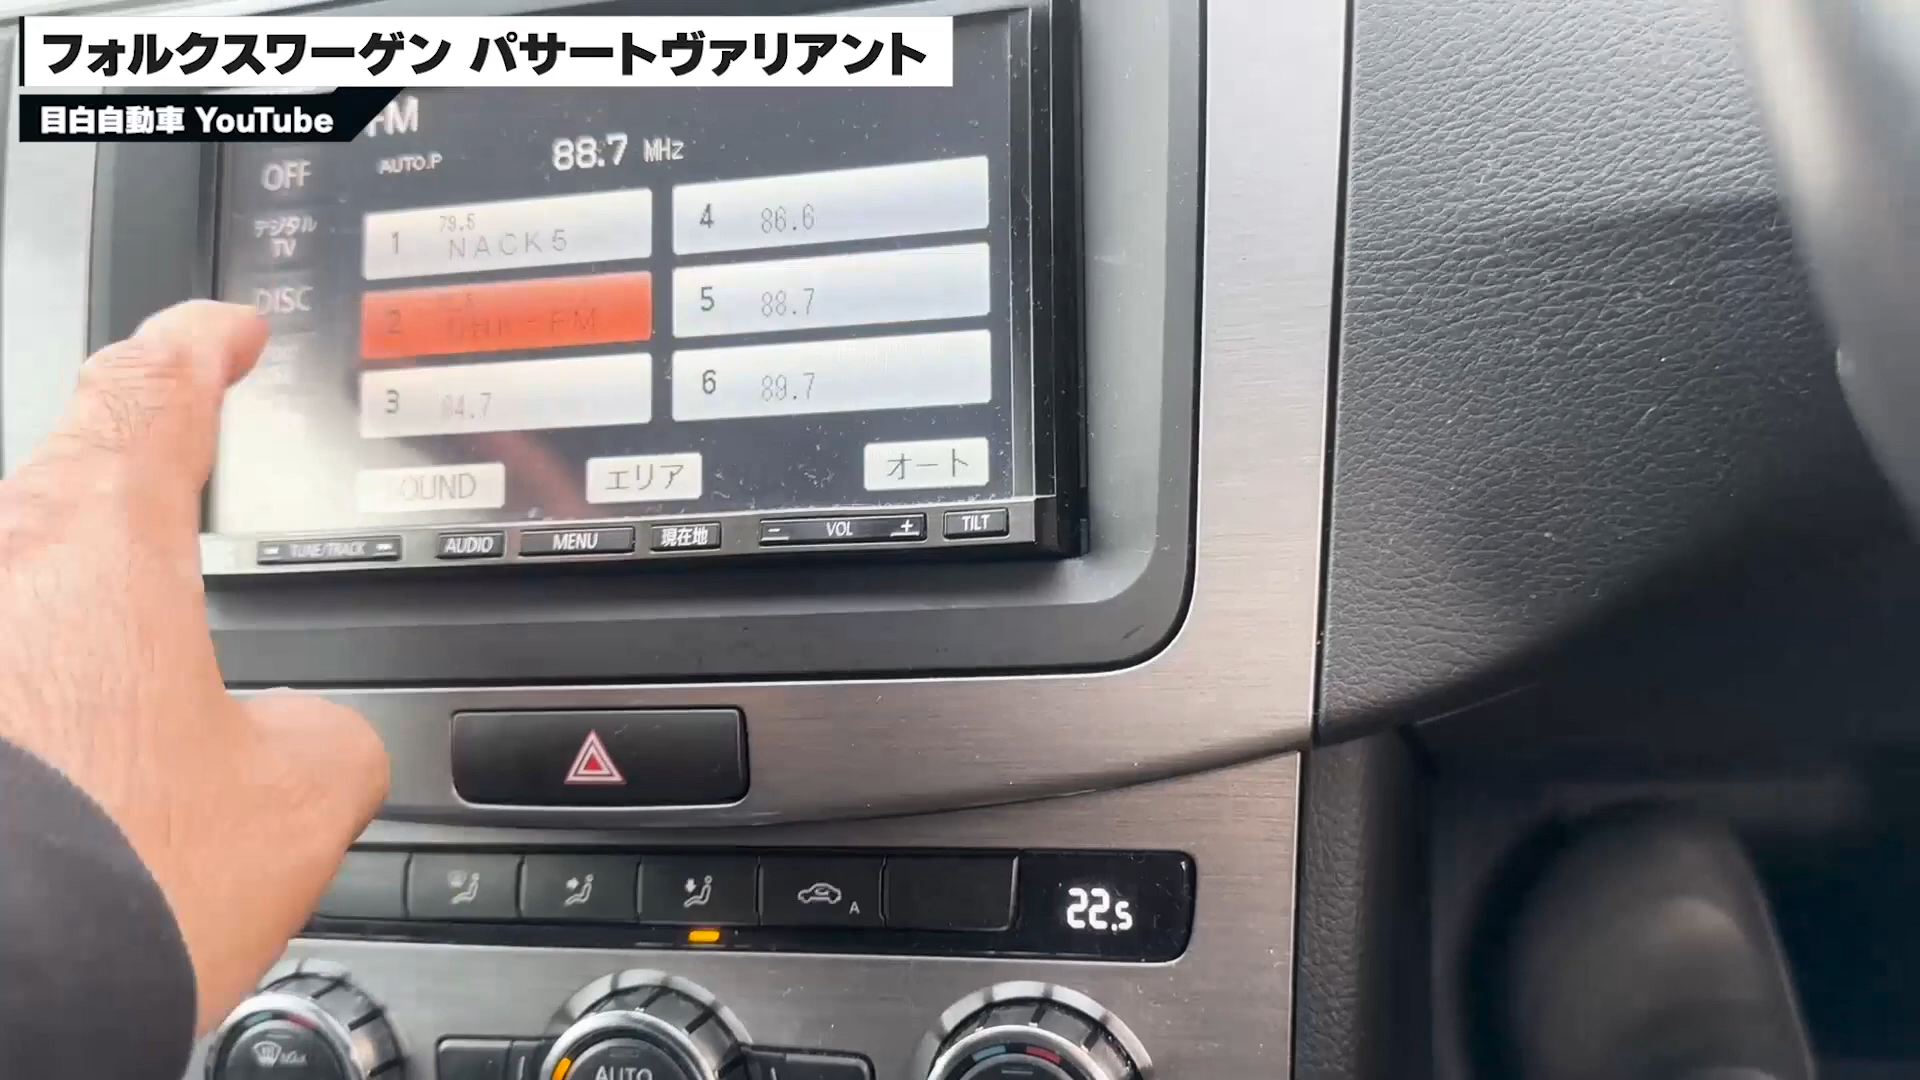 フォルクスワーゲン パサートヴァリアント
目白自動車 YouTube
FM
AUTO.P
88.7 MHz
OFF
デジタル
TV
DISC
1 79.5
NACK5
2
3 84.7
4 86.6
5 88.7
6 89.7
エリア
オート
TUNE/TRACK
AUDIO
MENU
現在地
- VOL +
TILT
A
22.5
MAX
AUTO